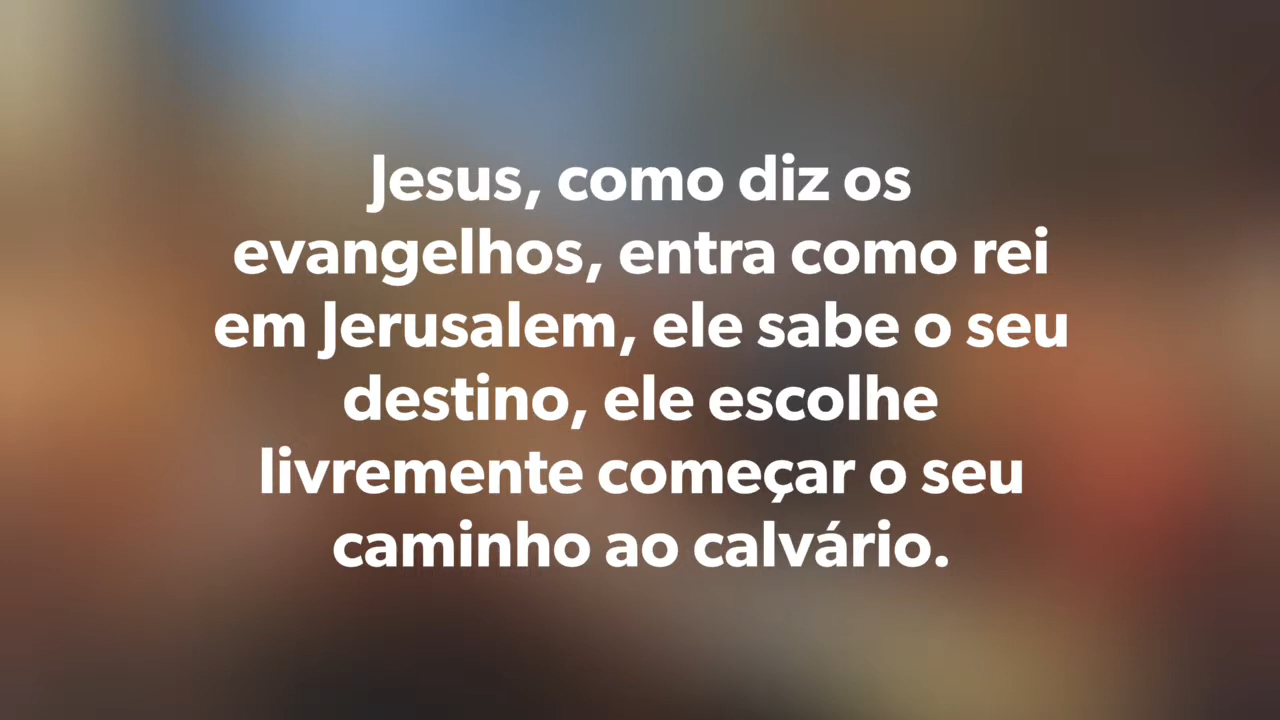 Jesus, como diz os
evangelhos, entra como rei
em Jerusalem, ele sabe o seu
destino, ele escolhe
livremente começar o seu
caminho ao calvário.